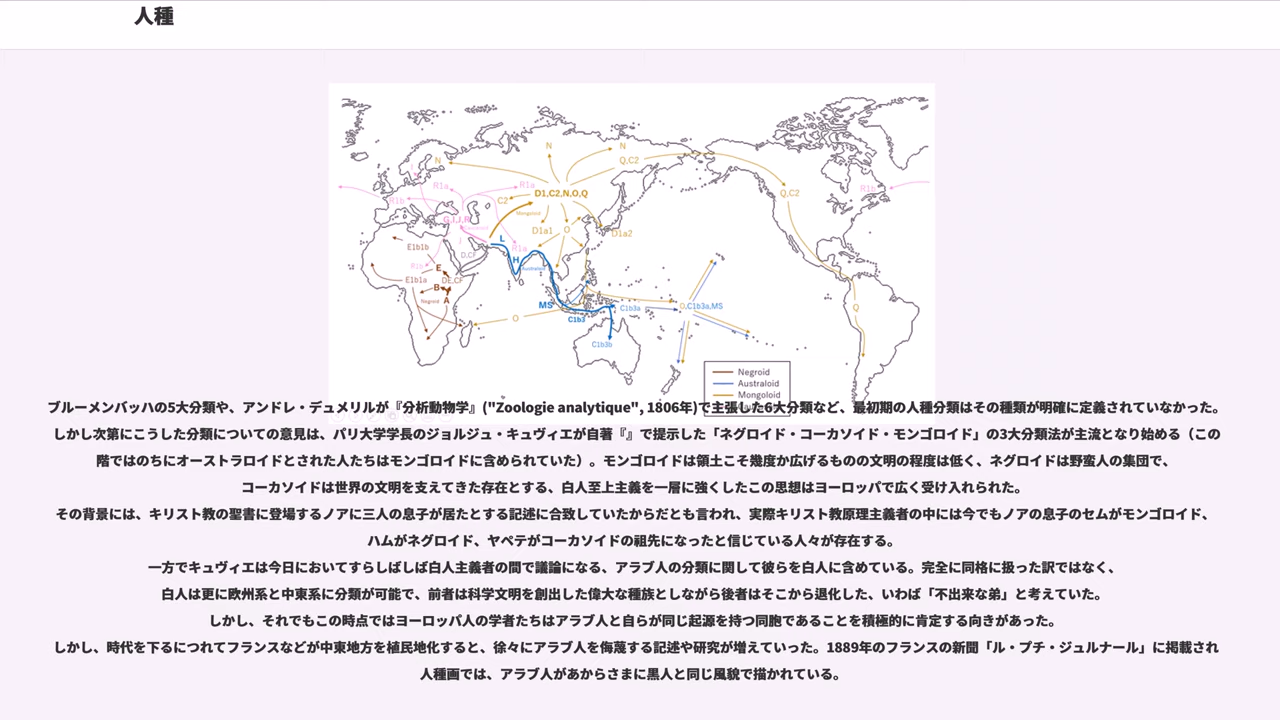 人種
N
N
N
Q,C2
R1a
R1a
D1,C2,N,O,Q
Q,C2
R1b
R1b
C2
Mongoloid
G,I,J,R
D1a1
O
D1a2
E1b1b
J
L
R1a
D,CF
H
Australoid
R1b
E
E1b1a
DE,CF
B
A
Negroid
MS
C1b3
C1b3a
O,C1b3a,MS
Q
O
C1b3b
Negroid
Australoid
Mongoloid
ブルーメンバッハの5大分類や、アンドレ・デュメリルが『分析動物学』("Zoologie analytique", 1806年)で主張した6大分類など、最初期の人種分類はその種類が明確に定義されていなかった。
しかし次第にこうした分類についての意見は、パリ大学学長のジョルジュ・キュヴィエが自著『』で提示した「ネグロイド・コーカソイド・モンゴロイド」の3大分類法が主流となり始める（この
階ではのちにオーストラロイドとされた人たちはモンゴロイドに含められていた）。モンゴロイドは領土こそ幾度か広げるものの文明の程度は低く、ネグロイドは野蛮人の集団で、
コーカソイドは世界の文明を支えてきた存在とする、白人至上主義を一層に強くしたこの思想はヨーロッパで広く受け入れられた。
その背景には、キリスト教の聖書に登場するノアに三人の息子が居たとする記述に合致していたからだとも言われ、実際キリスト教原理主義者の中には今でもノアの息子のセムがモンゴロイド、
ハムがネグロイド、ヤペテがコーカソイドの祖先になったと信じている人々が存在する。
一方でキュヴィエは今日においてすらしばしば白人主義者の間で議論になる、アラブ人の分類に関して彼らを白人に含めている。完全に同格に扱った訳ではなく、
白人は更に欧州系と中東系に分類が可能で、前者は科学文明を創出した偉大な種族としながら後者はそこから退化した、いわば「不出来な弟」と考えていた。
しかし、それでもこの時点ではヨーロッパ人の学者たちはアラブ人と自らが同じ起源を持つ同胞であることを積極的に肯定する向きがあった。
しかし、時代を下るにつれてフランスなどが中東地方を植民地化すると、徐々にアラブ人を侮蔑する記述や研究が増えていった。1889年のフランスの新聞「ル・プチ・ジュルナール」に掲載され
人種画では、アラブ人があからさまに黒人と同じ風貌で描かれている。